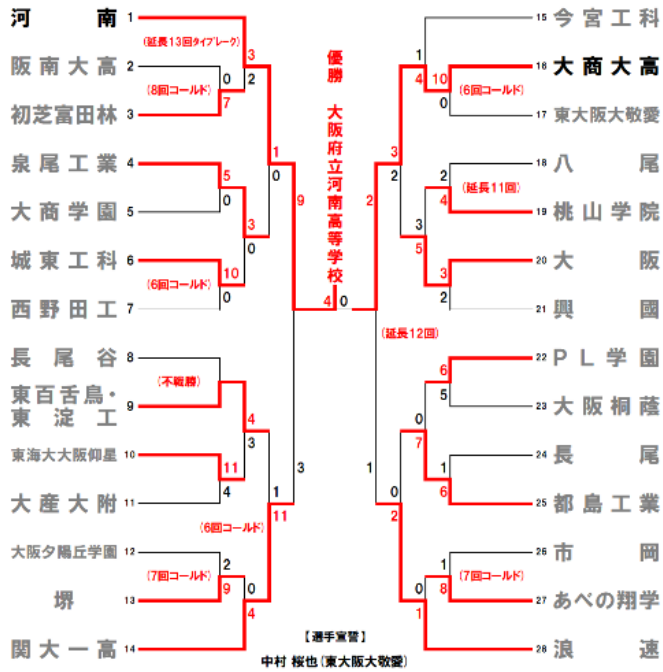 河南 1
阪南大高 2
初芝富田林 3
泉尾工業 4
大商学園 5
城東工科 6
西野田工 7
長尾谷 8
東百舌鳥・
東淀工 9
東海大大阪仰星 10
大産大附 11
大阪夕陽丘学園 12
堺 13
関大一高 14
(延長13回タイブレーク)
3
2
0
(8回コールド)
7
1
0
5
0
3
0
10
(6回コールド)
0
9
(不戦勝)
4
3
11
4
1
11
(6回コールド)
2
(7回コールド)
9
0
4
3
優勝 大阪府立河南高等学校
4 0
(延長12回)
【選手宣誓】
中村 桜也(東大阪大敬愛)
2
1
1
4
10
(6回コールド)
0
3
2
2
(延長11回)
4
3
5
3
2
6
5
0
7
1
6
0
2
1
(7回コールド)
8
0
1
15 今宮工科
16 大商大高
17 東大阪大敬愛
18 八尾
19 桃山学院
20 大阪
21 興國
22 PL学園
23 大阪桐蔭
24 長尾
25 都島工業
26 市岡
27 あべの翔学
28 浪速